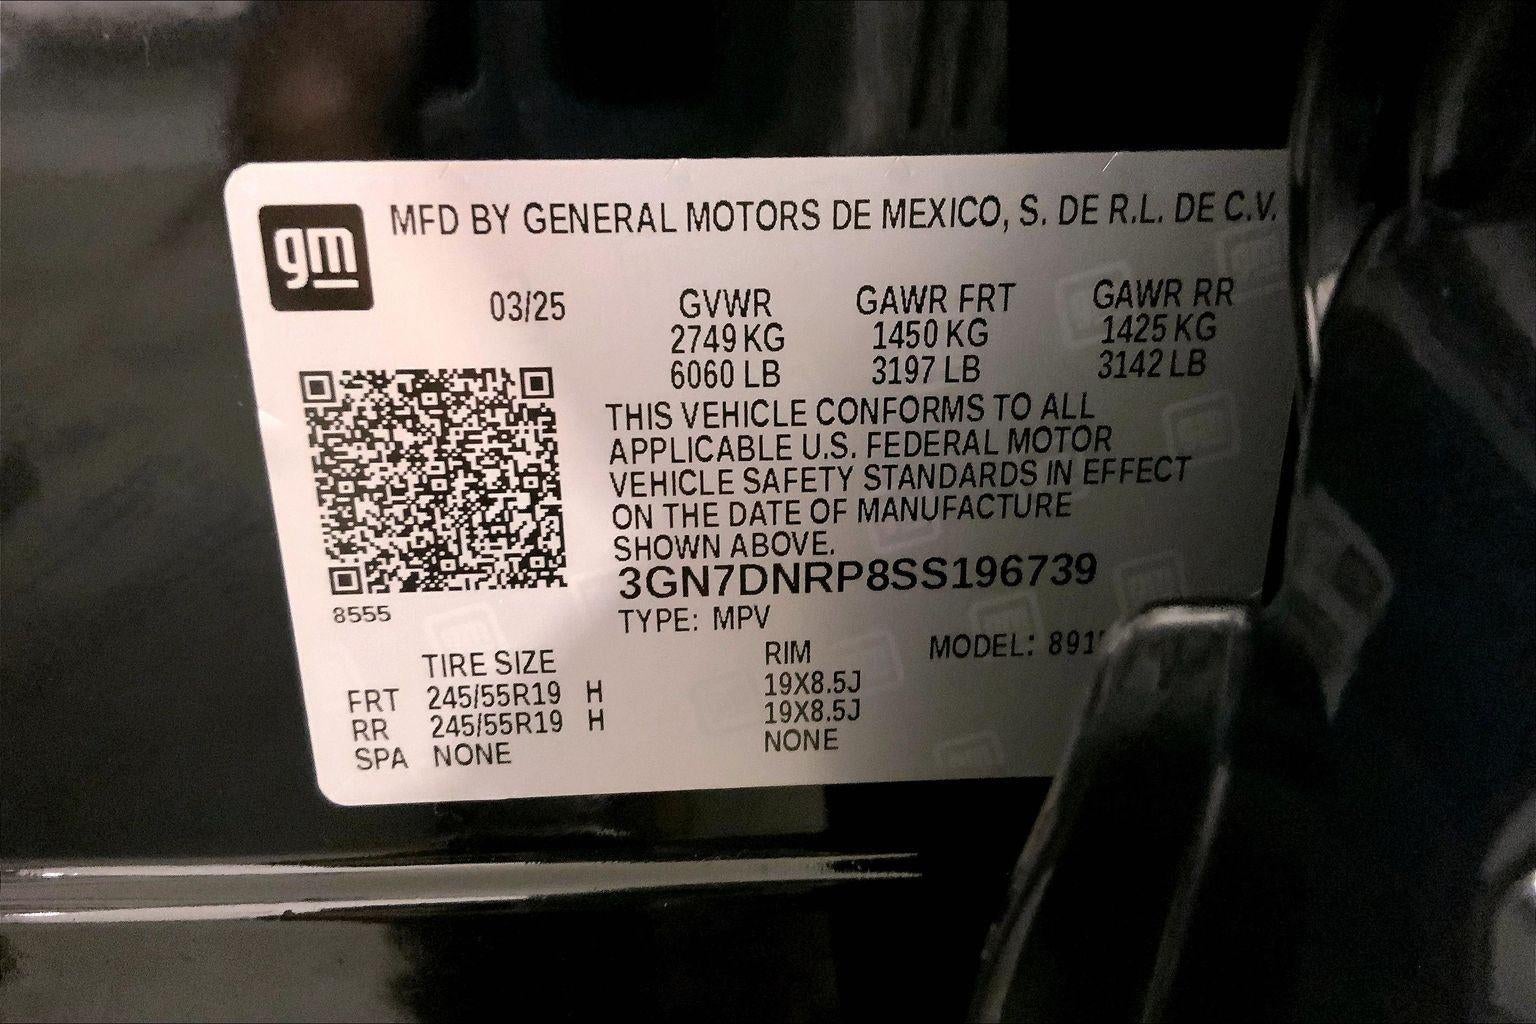 gm
MFD BY GENERAL MOTORS DE MEXICO, S. DE R.L. DE C.V.
03/25 GVWR GAWR FRT GAWR RR
2749 KG 1450 KG 1425 KG
6060 LB 3197 LB 3142 LB
THIS VEHICLE CONFORMS TO ALL
APPLICABLE U.S. FEDERAL MOTOR
VEHICLE SAFETY STANDARDS IN EFFECT
ON THE DATE OF MANUFACTURE
SHOWN ABOVE.
3GN7DNRP8SS196739
8555
TYPE: MPV
MODEL:
TIRE SIZE RIM
FRT 245/55R19 H 19X8.5J
RR 245/55R19 H 19X8.5J
SPA NONE NONE